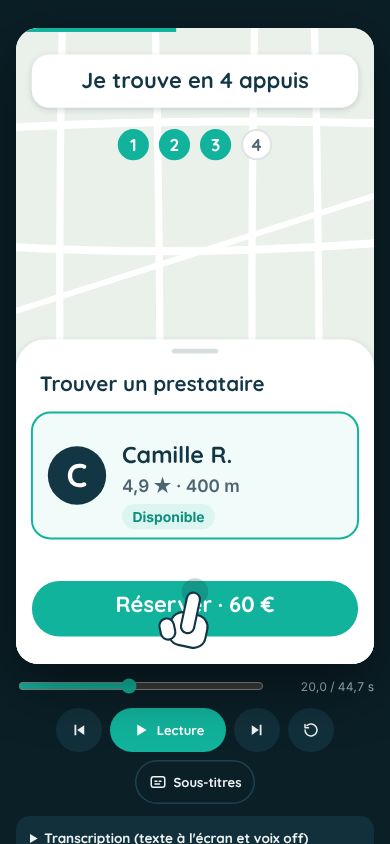 Je trouve en 4 appuis
1 2 3 4
Trouver un prestataire
C
Camille R.
4,9 ★ · 400 m
Disponible
Réserver · 60 €
20,0 / 44,7 s
Lecture
Sous-titres
Transcription (texte à l'écran et voix off)